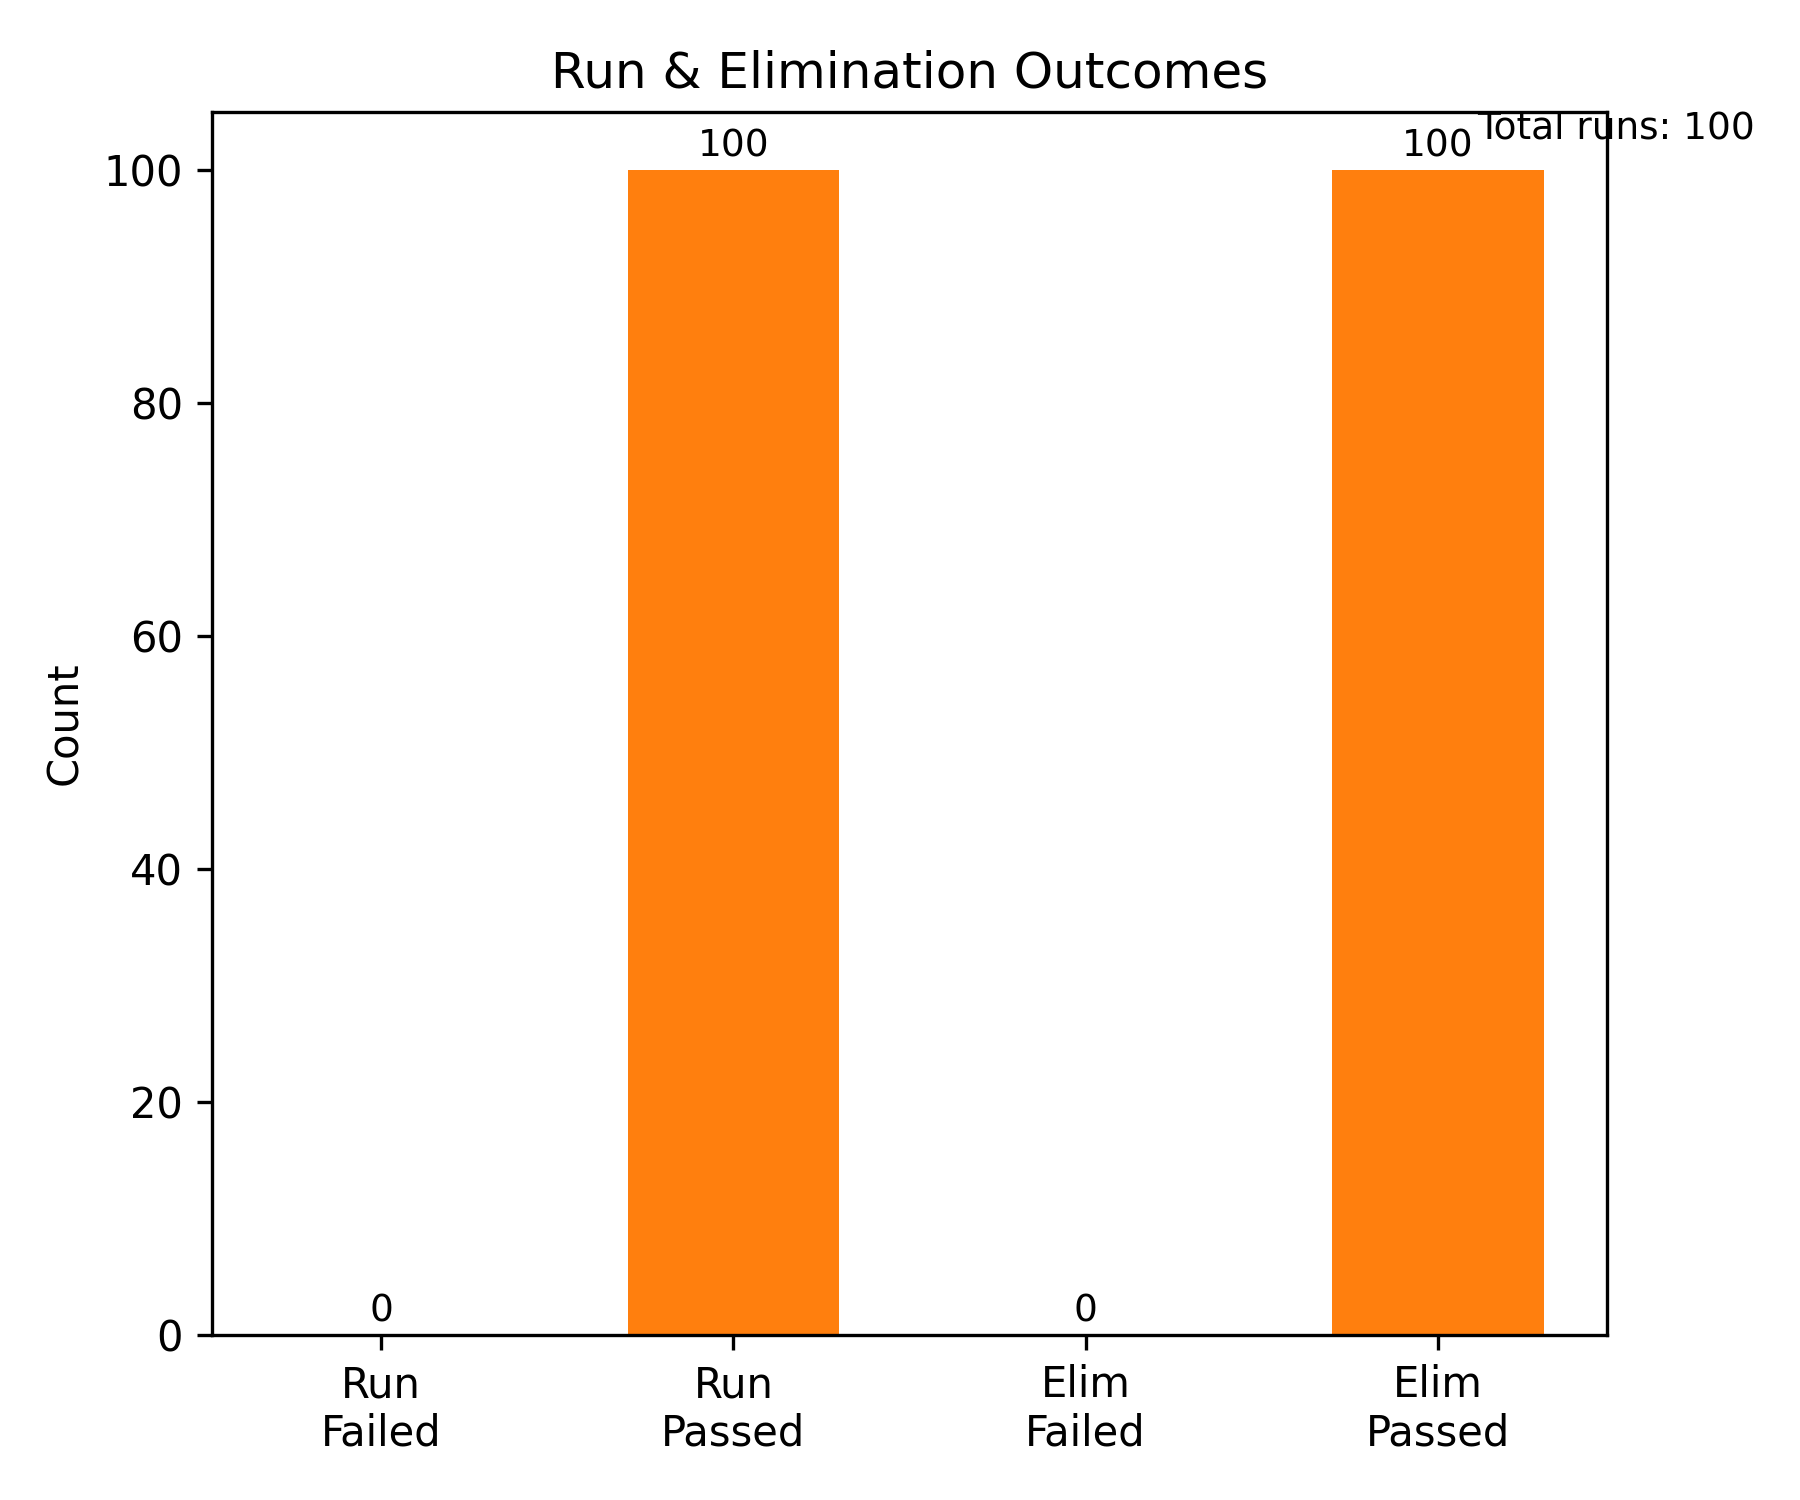 Run & Elimination Outcomes
Total runs: 100
100
100
100
80
60
40
20
0
Count
0
0
Run
Failed
Run
Passed
Elim
Failed
Elim
Passed